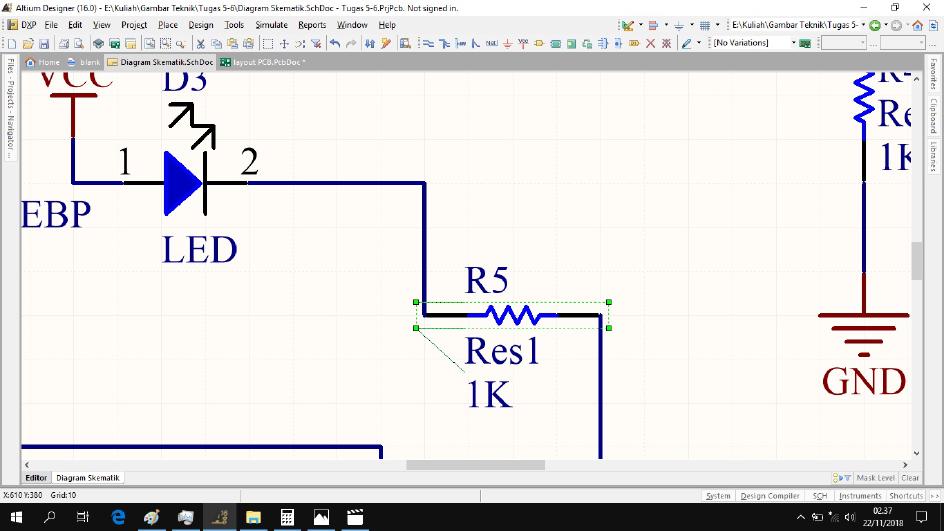 Altium Designer (16.0) - E:\Kuliah\Gambar Teknik\Tugas 5-6\Diagram Skematik.SchDoc - Tugas 5-6.PrjPcb. Not signed in.
DXP File Edit View Project Place Design Tools Simulate Reports Window Help
E:\Kuliah\Gambar Teknik\Tugas 5-
[No Variations]
Home blank Diagram Skematik.SchDoc layout PCB.PcbDoc *
Files - Projects - Navigator ...
Favorites
Clipboard
Libraries
VCC
D3
1
2
EBP
LED
R5
Res1
1K
GND
Editor Diagram Skematik
Mask Level Clear
X:610 Y:380 Grid:10
System Design Compiler SCH Instruments Shortcuts >>
02.37
22/11/2018